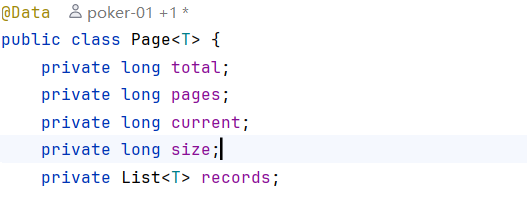 @Data poker-01 +1 *
public class Page<T> {
    private long total;
    private long pages;
    private long current;
    private long size;
    private List<T> records;